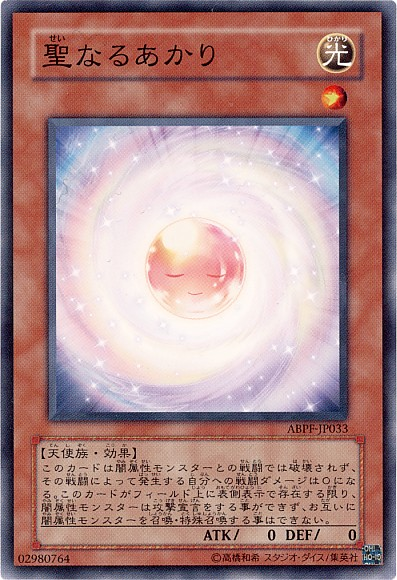 聖なるあかり
光
ABPF-JP033
【天使族・効果】
このカードは闇属性モンスターとの戦闘では破壊されず、
その戦闘によって発生する自分への戦闘ダメージは0にな
る。このカードがフィールド上に表側表示で存在する限り、
闇属性モンスターは攻撃宣言をする事ができず、お互いに
闇属性モンスターを召喚・特殊召喚する事はできない。
ATK/ 0 DEF/ 0
02980764 ©高橋和希 スタジオ・ダイス/集英社